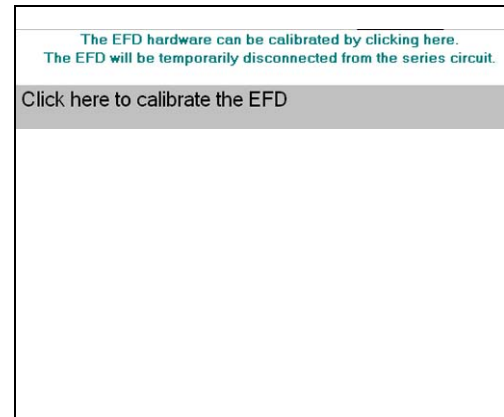 The EFD hardware can be calibrated by clicking here.
The EFD will be temporarily disconnected from the series circuit.
Click here to calibrate the EFD